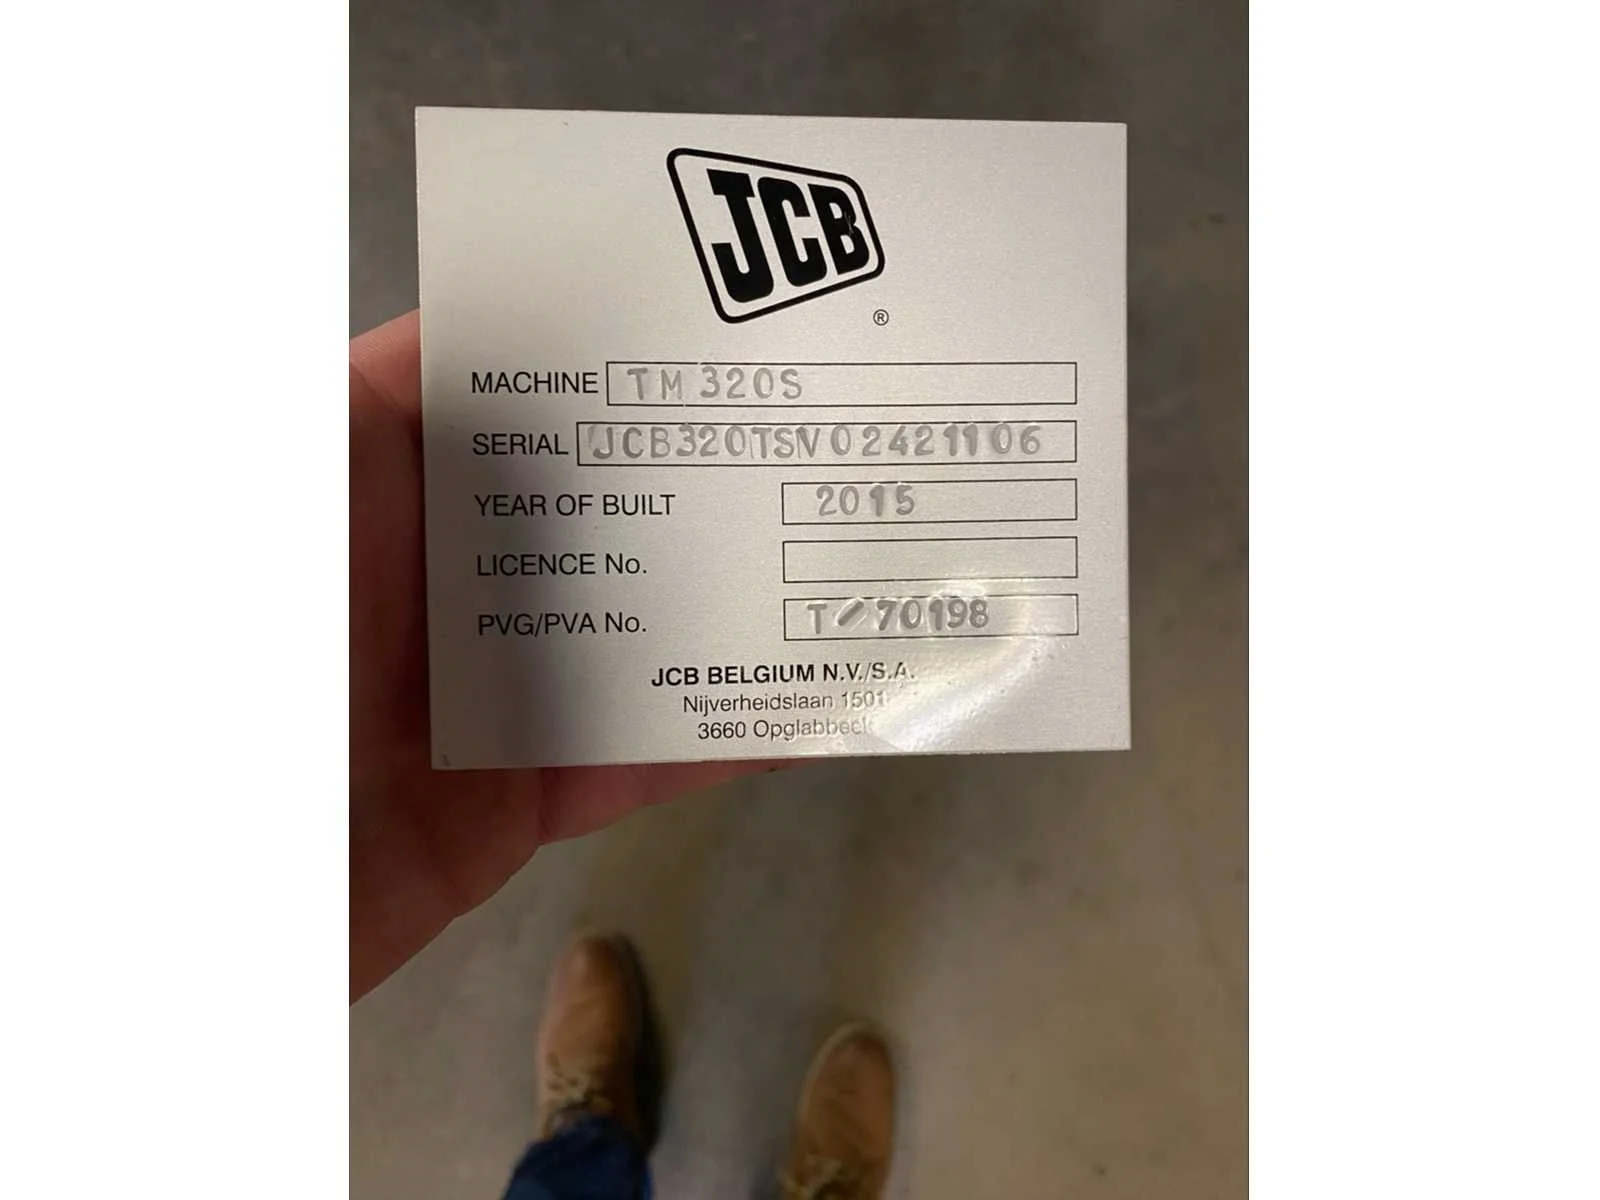 JCB
®
MACHINE TM 320S
SERIAL JCB320TSV02421106
YEAR OF BUILT 2015
LICENCE No.
PVG/PVA No. T/70198
JCB BELGIUM N.V./S.A.
Nijverheidslaan 1501
3660 Opglabbeek